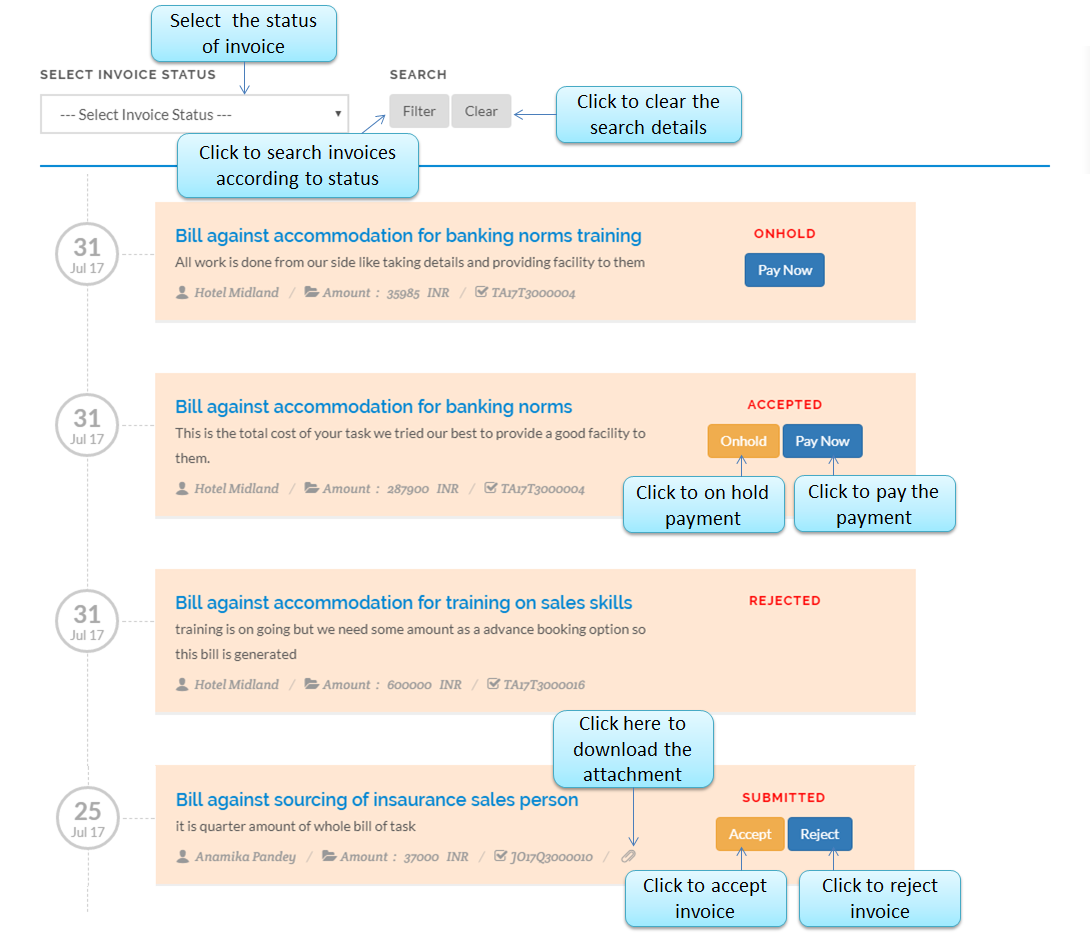 Select the status
of invoice
SELECT INVOICE STATUS
SEARCH
--- Select Invoice Status ---
Filter
Clear
Click to clear the
search details
Click to search invoices
according to status
31
Jul 17
Bill against accommodation for banking norms training
All work is done from our side like taking details and providing facility to them
Hotel Midland / Amount : 35985 INR / TA17T3000004
ONHOLD
Pay Now
31
Jul 17
Bill against accommodation for banking norms
This is the total cost of your task we tried our best to provide a good facility to
them.
Hotel Midland / Amount : 287900 INR / TA17T3000004
ACCEPTED
Onhold
Pay Now
Click to on hold
payment
Click to pay the
payment
31
Jul 17
Bill against accommodation for training on sales skills
training is on going but we need some amount as a advance booking option so
this bill is generated
Hotel Midland / Amount : 600000 INR / TA17T3000016
REJECTED
Click here to
download the
attachment
25
Jul 17
Bill against sourcing of insaurance sales person
it is quarter amount of whole bill of task
Anamika Pandey / Amount : 37000 INR / JO17Q3000010 /
SUBMITTED
Accept
Reject
Click to accept
invoice
Click to reject
invoice